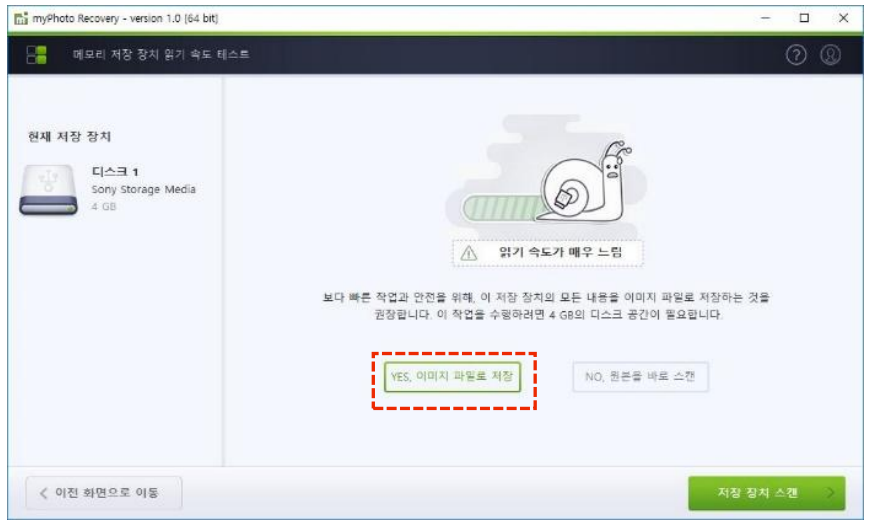 myPhoto Recovery - version 1.0 (64 bit)
메모리 저장 장치 읽기 속도 테스트
현재 저장 장치
디스크 1
Sony Storage Media
4 GB
읽기 속도가 매우 느림
보다 빠른 작업과 안전을 위해, 이 저장 장치의 모든 내용을 이미지 파일로 저장하는 것을
권장합니다. 이 작업을 수행하려면 4 GB의 디스크 공간이 필요합니다.
YES, 이미지 파일로 저장
NO, 원본을 바로 스캔
이전 화면으로 이동
저장 장치 스캔